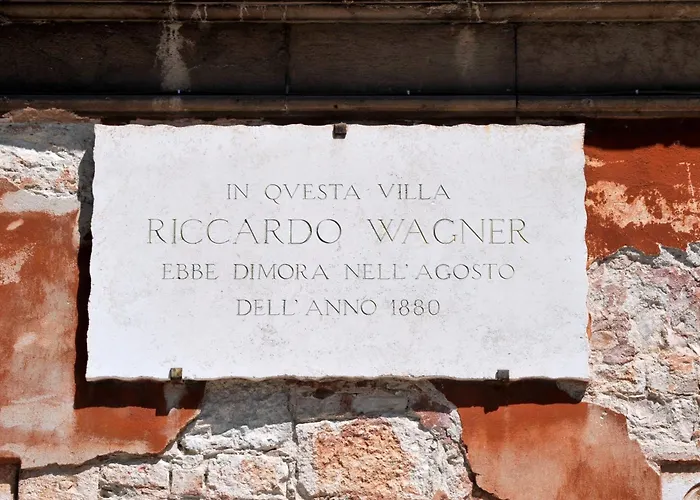 IN QVESTA VILLA
RICCARDO WAGNER
EBBE DIMORA NELL'AGOSTO
DELL'ANNO 1880